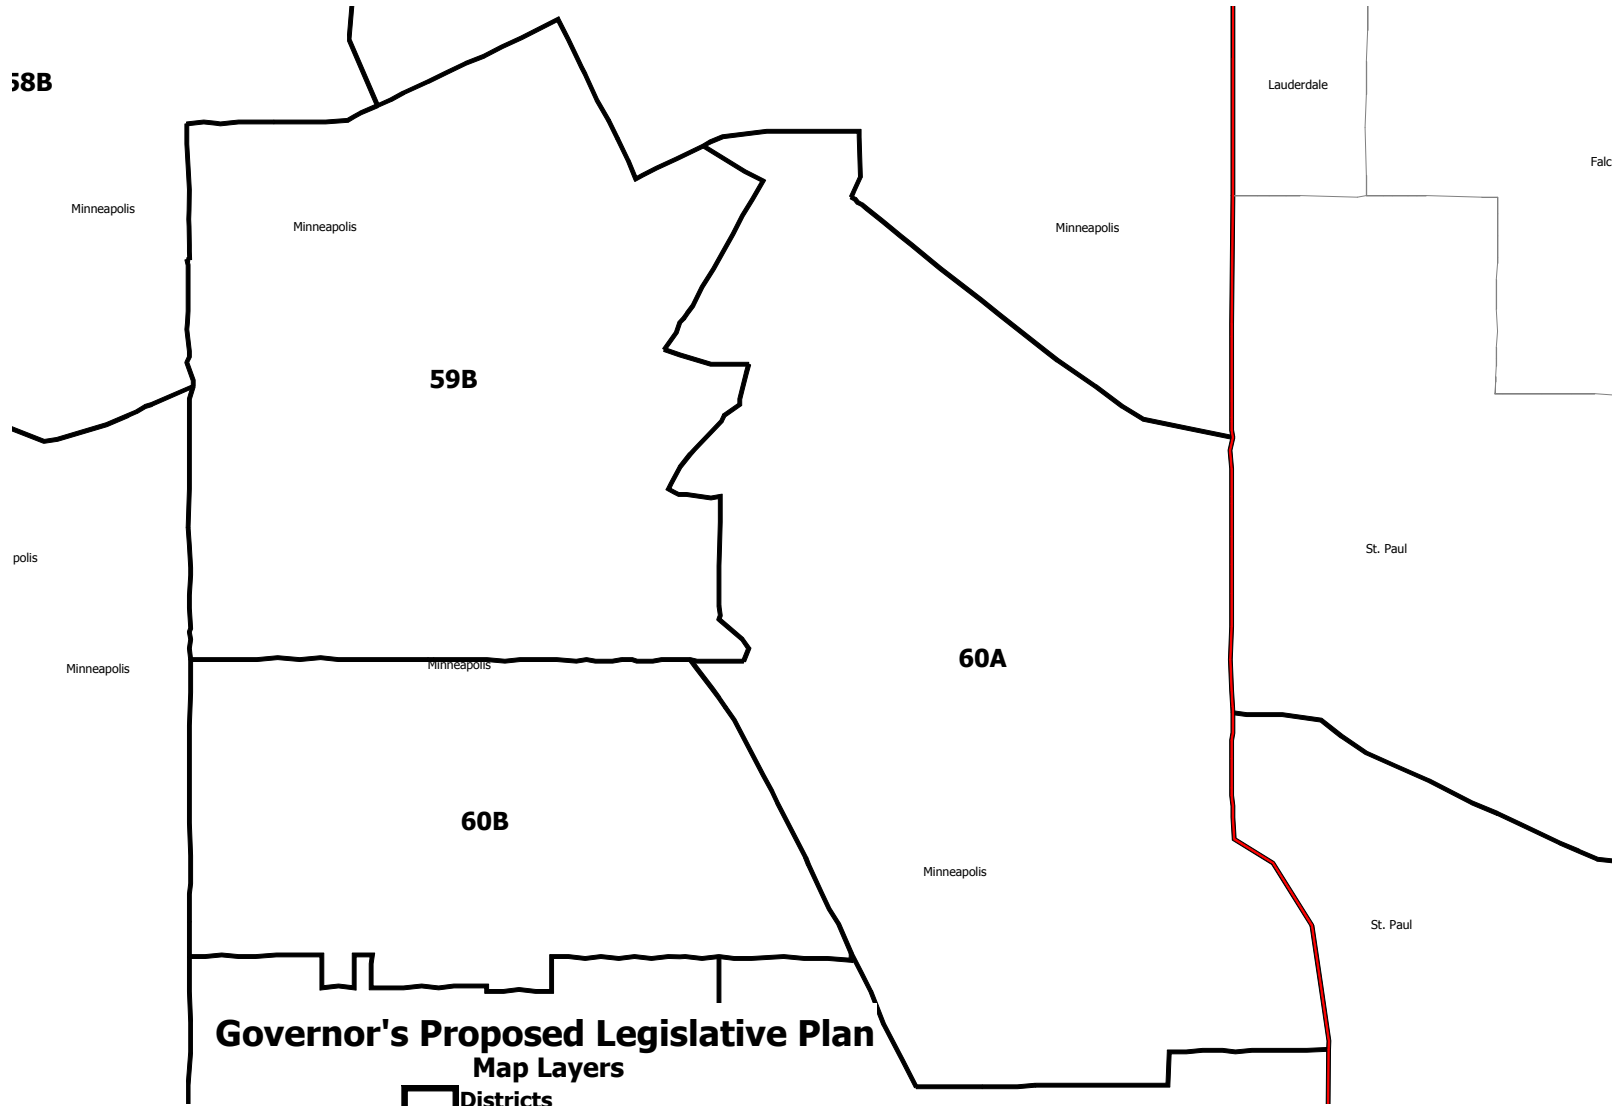 58B
Lauderdale
Falc
Minneapolis
Minneapolis
Minneapolis
59B
St. Paul
polis
60A
Minneapolis
Minneapolis
60B
Minneapolis
St. Paul
Governor's Proposed Legislative Plan
Map Layers
Districts